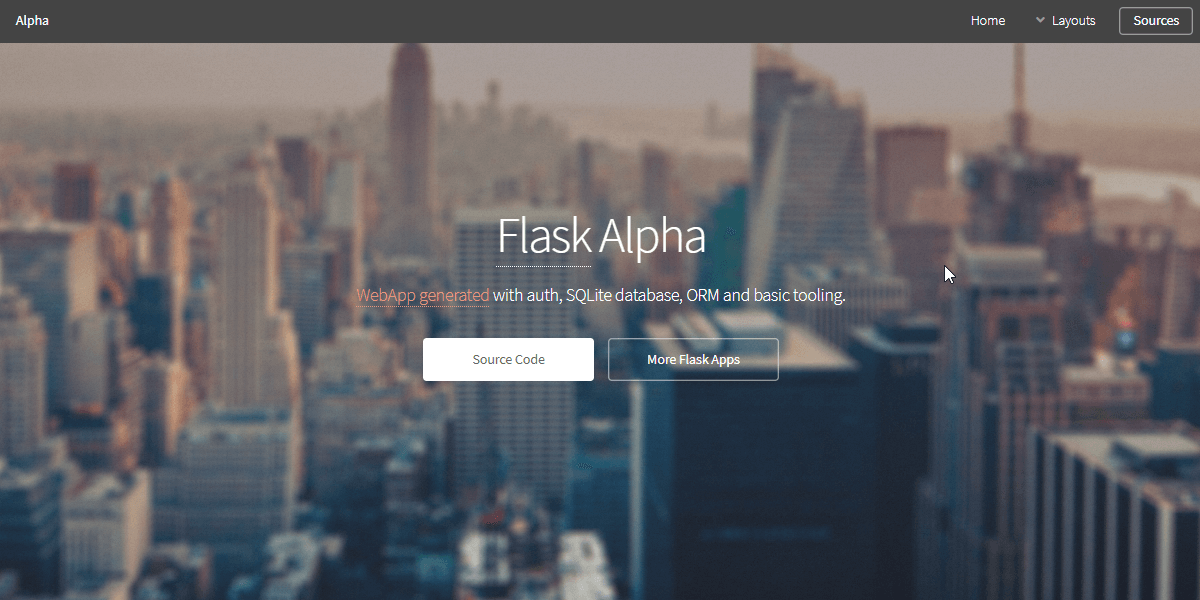 Alpha
Home
Layouts
Sources
Flask Alpha
WebApp generated with auth, SQLite database, ORM and basic tooling.
Source Code
More Flask Apps